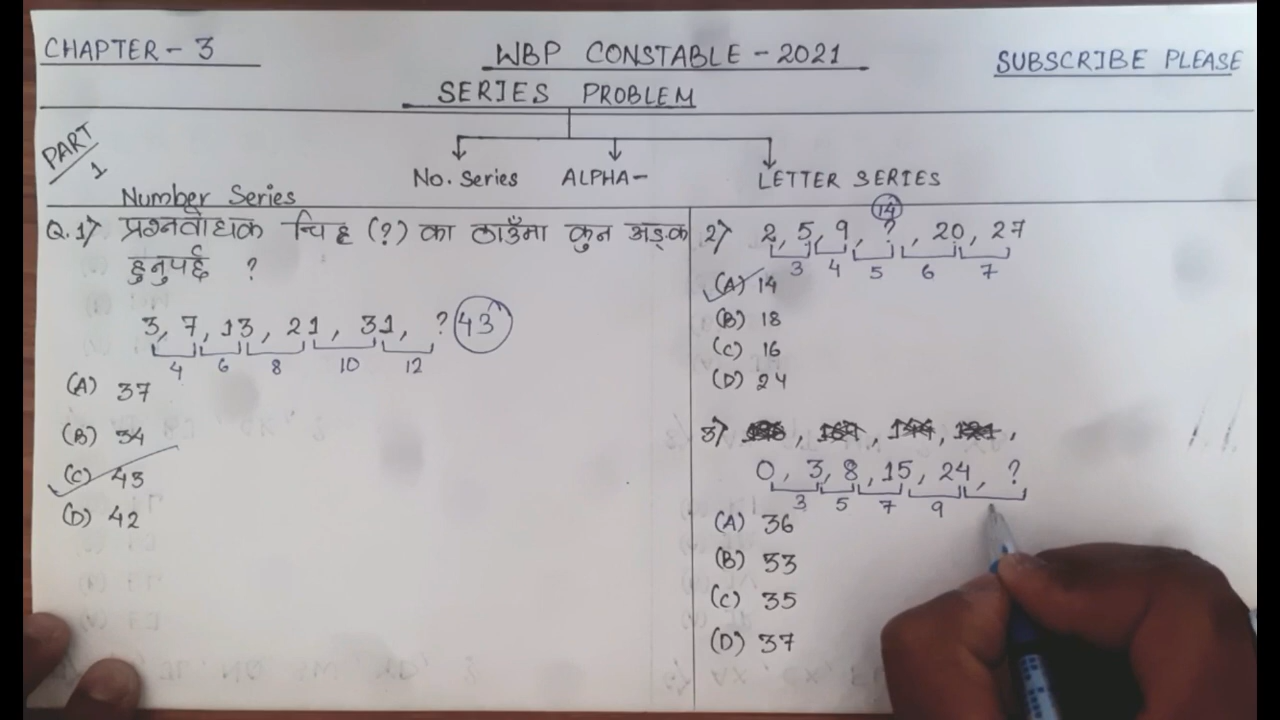 CHAPTER - 3
WBP CONSTABLE - 2021
SUBSCRIBE PLEASE
SERIES PROBLEM
PART 1
No. Series ALPHA- LETTER SERIES
Number Series
Q.1) प्रश्नवोधक चिह्न (?) का ठाउँमा कुन अङ्क
हुनुपर्छ ?
3, 7, 13, 21, 31, ? 43
4 6 8 10 12
(A) 37
(B) 34
(C) 43
(D) 42
14
2) 2, 5, 9, ?, 20, 27
3 4 5 6 7
(A) 14
(B) 18
(C) 16
(D) 24
3)
0, 3, 8, 15, 24, ?
3 5 7 9
(A) 36
(B) 33
(C) 35
(D) 37